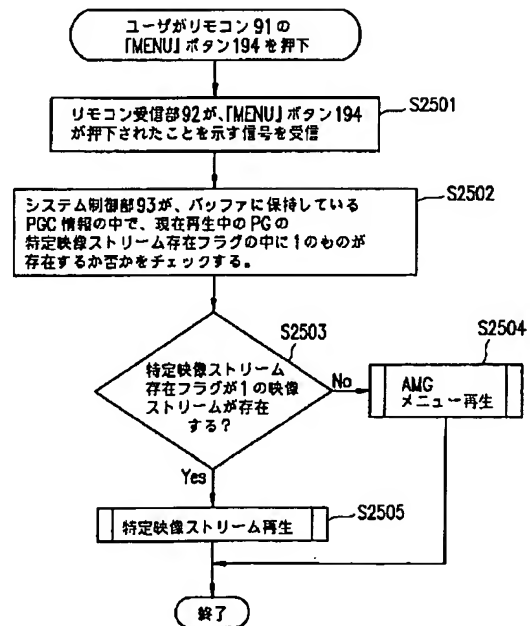 ユーザがリモコン91の
「MENU」ボタン194を押下
S2501
リモコン受信部92が、「MENU」ボタン194
が押下されたことを示す信号を受信
S2502
システム制御部93が、バッファに保持している
PGC情報の中で、現在再生中のPGの
特定映像ストリーム存在フラグの中に1のものが
存在するか否かをチェックする。
S2503
特定映像ストリーム
存在フラグが1の映像
ストリームが存在
する?
No
S2504
AMG
メニュー再生
Yes
S2505
特定映像ストリーム再生
終了